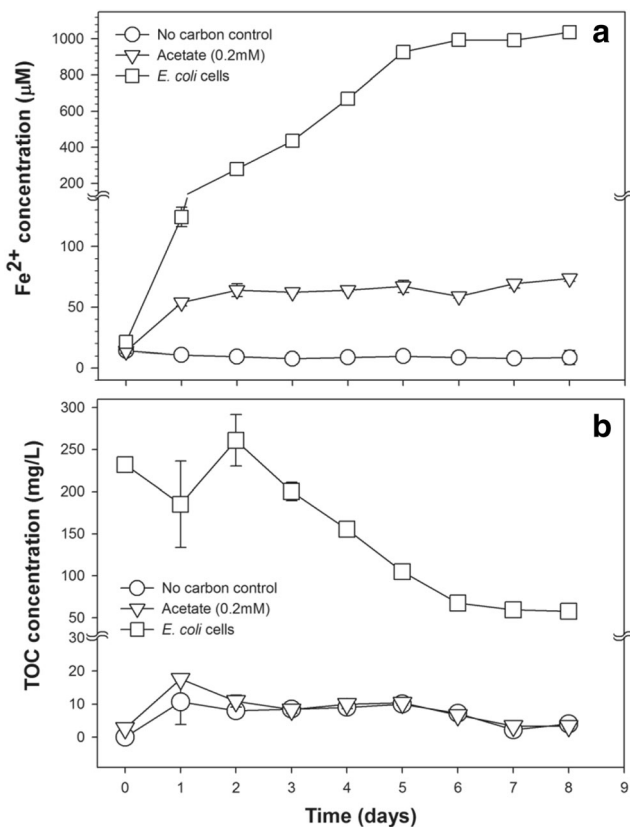 a
No carbon control
Acetate (0.2mM)
E. coli cells
Fe2+ concentration (μM)
1000
800
600
400
200
100
50
0
b
TOC concentration (mg/L)
300
250
200
150
100
50
30
20
10
0
No carbon control
Acetate (0.2mM)
E. coli cells
0 1 2 3 4 5 6 7 8 9
Time (days)